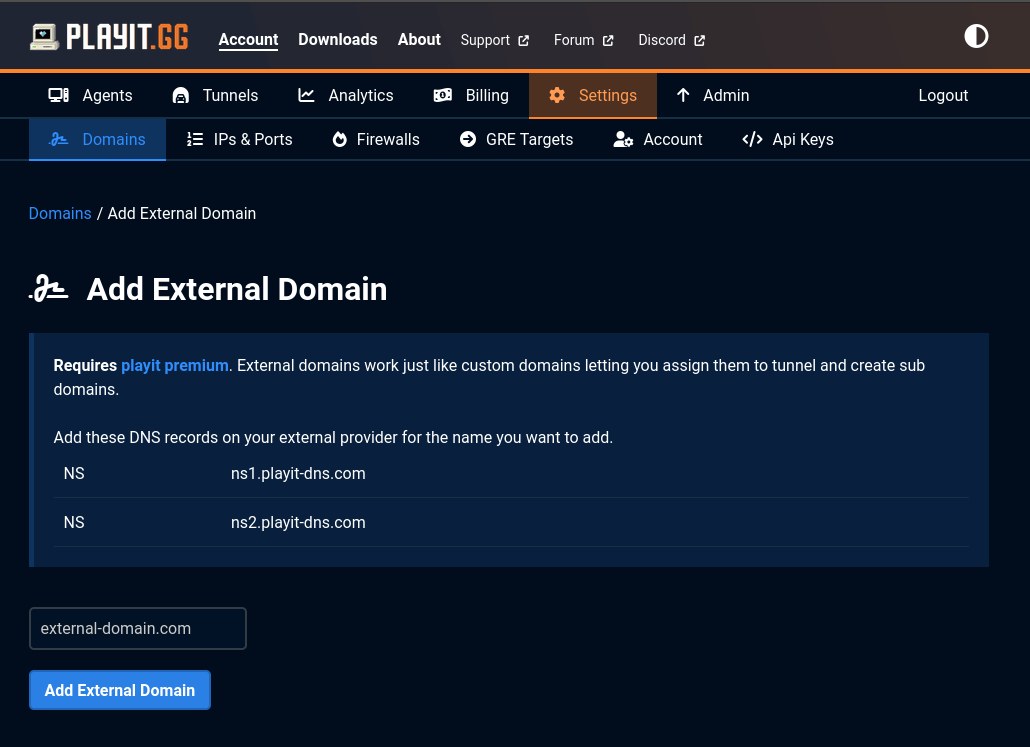 PLAYIT.GG Account Downloads About Support Forum Discord
Agents Tunnels Analytics Billing Settings Admin Logout
Domains IPs & Ports Firewalls GRE Targets Account Api Keys
Domains / Add External Domain
Add External Domain
Requires playit premium. External domains work just like custom domains letting you assign them to tunnel and create sub
domains.
Add these DNS records on your external provider for the name you want to add.
NS ns1.playit-dns.com
NS ns2.playit-dns.com
external-domain.com
Add External Domain